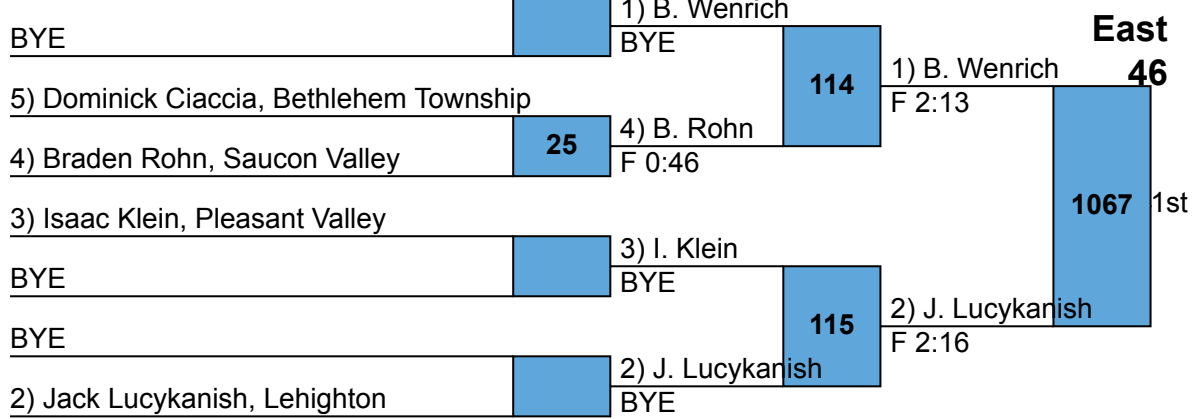 1) B. Wenrich
BYE
BYE
East
46
1) B. Wenrich
114
F 2:13
5) Dominick Ciaccia, Bethlehem Township
25
4) B. Rohn
4) Braden Rohn, Saucon Valley
F 0:46
1067
1st
3) Isaac Klein, Pleasant Valley
3) I. Klein
BYE
BYE
115
2) J. Lucykanish
F 2:16
BYE
2) J. Lucykanish
2) Jack Lucykanish, Lehighton
BYE